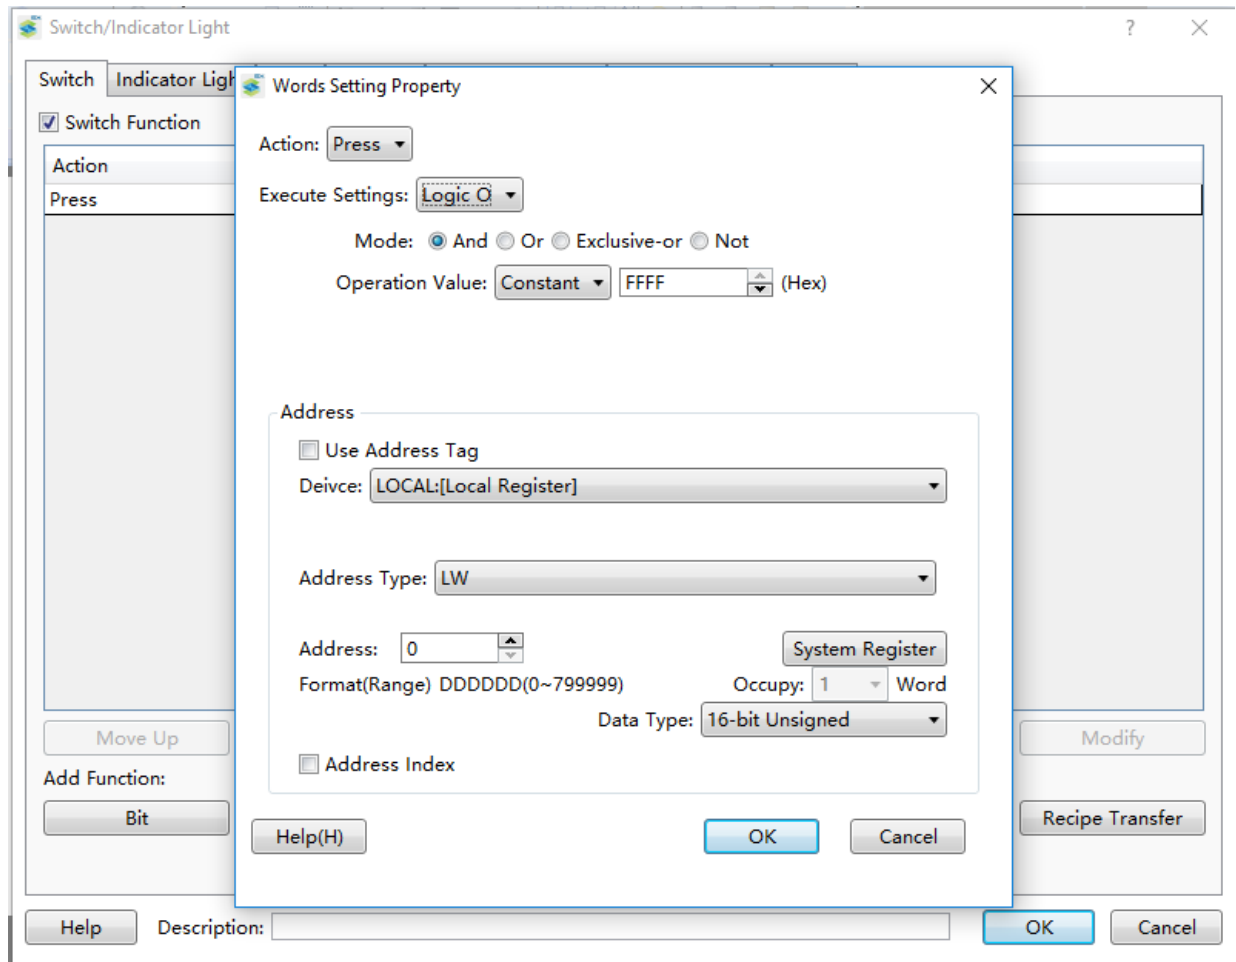 Switch/Indicator Light
?
Switch Indicator Ligh
Words Setting Property
Switch Function
Action: Press
Action
Press
Execute Settings: Logic O
Mode: And Or Exclusive-or Not
Operation Value: Constant FFFF (Hex)
Address
Use Address Tag
Deivce: LOCAL:[Local Register]
Address Type: LW
Address: 0 System Register
Format(Range) DDDDDD(0~799999) Occupy: 1 Word
Data Type: 16-bit Unsigned
Move Up Modify
Address Index
Add Function:
Bit Recipe Transfer
Help(H) OK Cancel
Help Description: OK Cancel